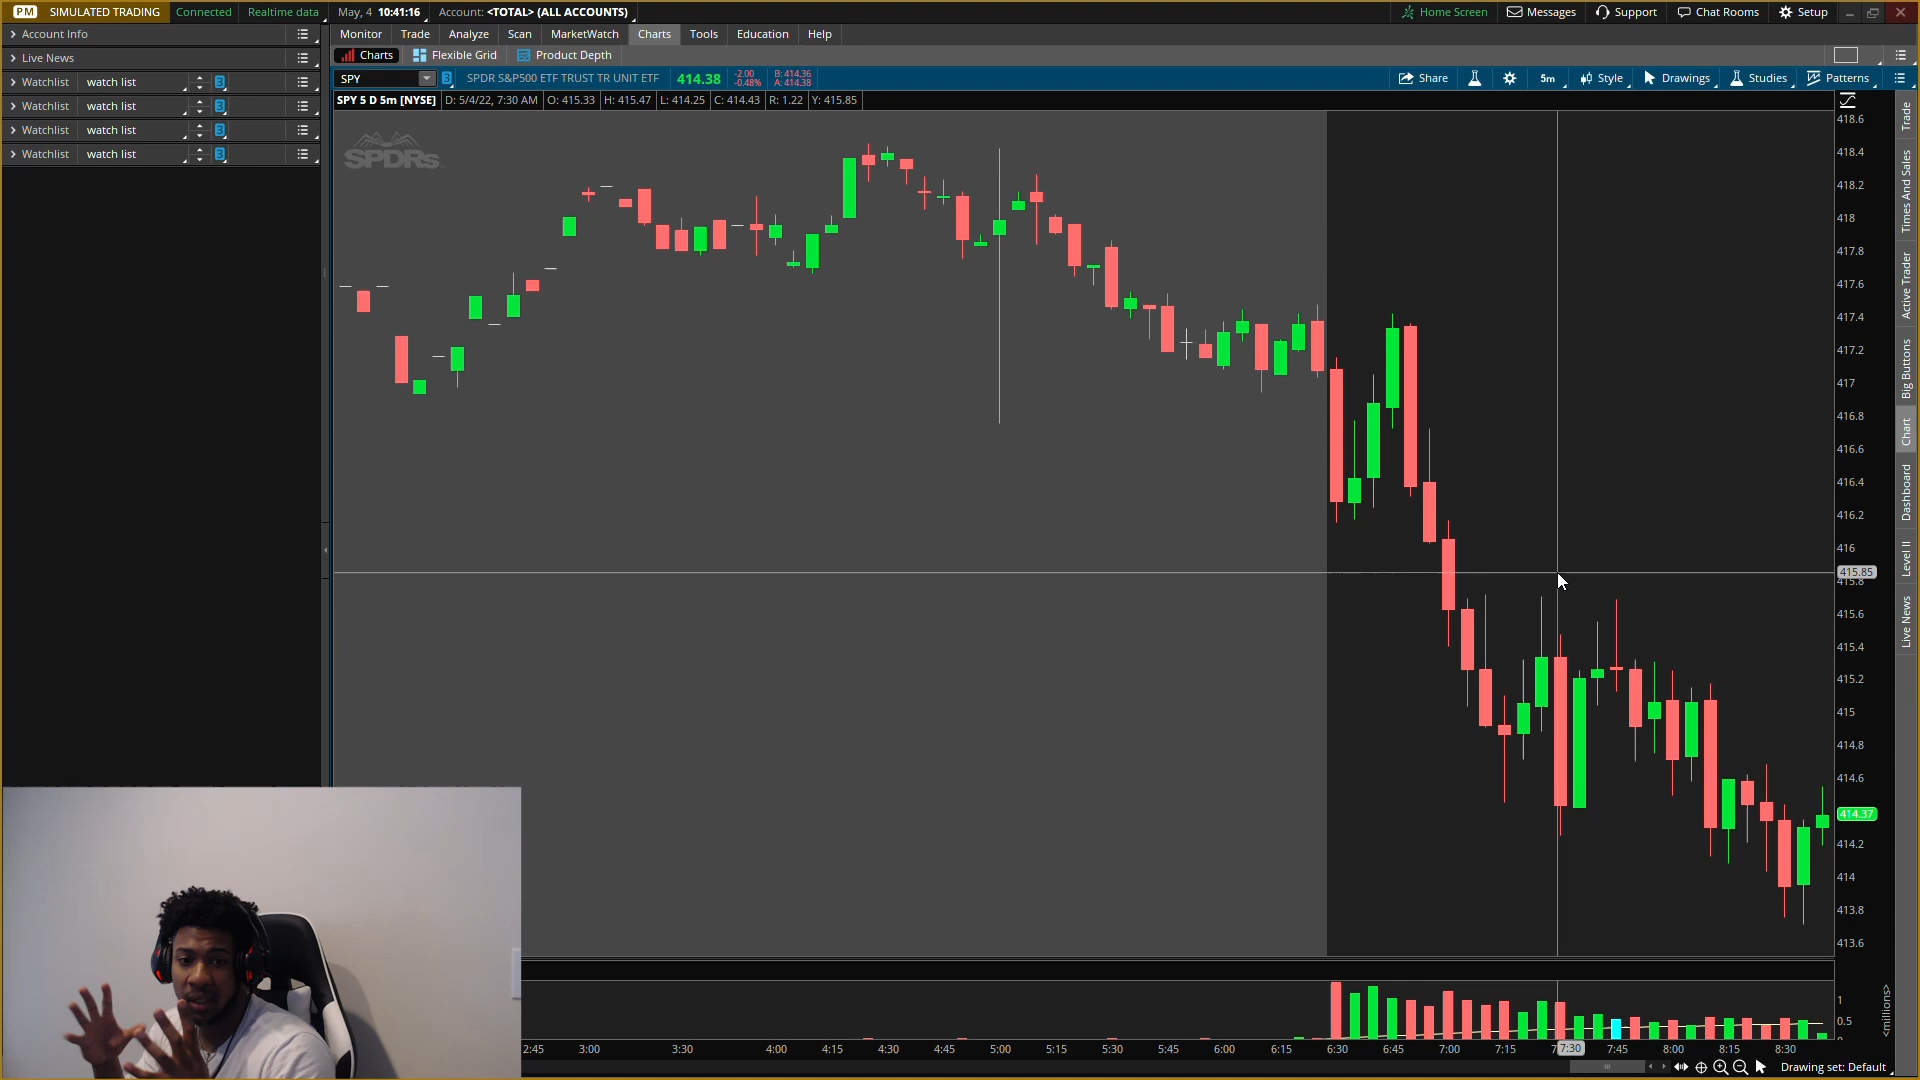 PM SIMULATED TRADING Connected Realtime data May, 4 10:41:16 Account: <TOTAL> (ALL ACCOUNTS) Home Screen Messages Support Chat Rooms Setup
Account Info
Live News
Watchlist watch list 3
Watchlist watch list 3
Watchlist watch list 3
Watchlist watch list 3
Monitor Trade Analyze Scan MarketWatch Charts Tools Education Help
Charts Flexible Grid Product Depth
SPY 3 SPDR S&P500 ETF TRUST TR UNIT ETF 414.38 -2.00 -0.48% B: 414.36 A: 414.38 Share 5m Style Drawings Studies Patterns
SPY 5 D 5m [NYSE] D: 5/4/22, 7:30 AM O: 415.33 H: 415.47 L: 414.25 C: 414.43 R: 1.22 Y: 415.85
SPDRs
418.6
418.4
418.2
418
417.8
417.6
417.4
417.2
417
416.8
416.6
416.4
416.2
416
415.85
415.8
415.6
415.4
415.2
415
414.8
414.6
414.37
414.2
414
413.8
413.6
1
0.5
<millions>
2:45 3:00 3:30 4:00 4:15 4:30 4:45 5:00 5:15 5:30 5:45 6:00 6:15 6:30 6:45 7:00 7:15 7:30 7:45 8:00 8:15 8:30
Drawing set: Default
Trade
Times And Sales
Active Trader
Big Buttons
Chart
Dashboard
Level II
Live News